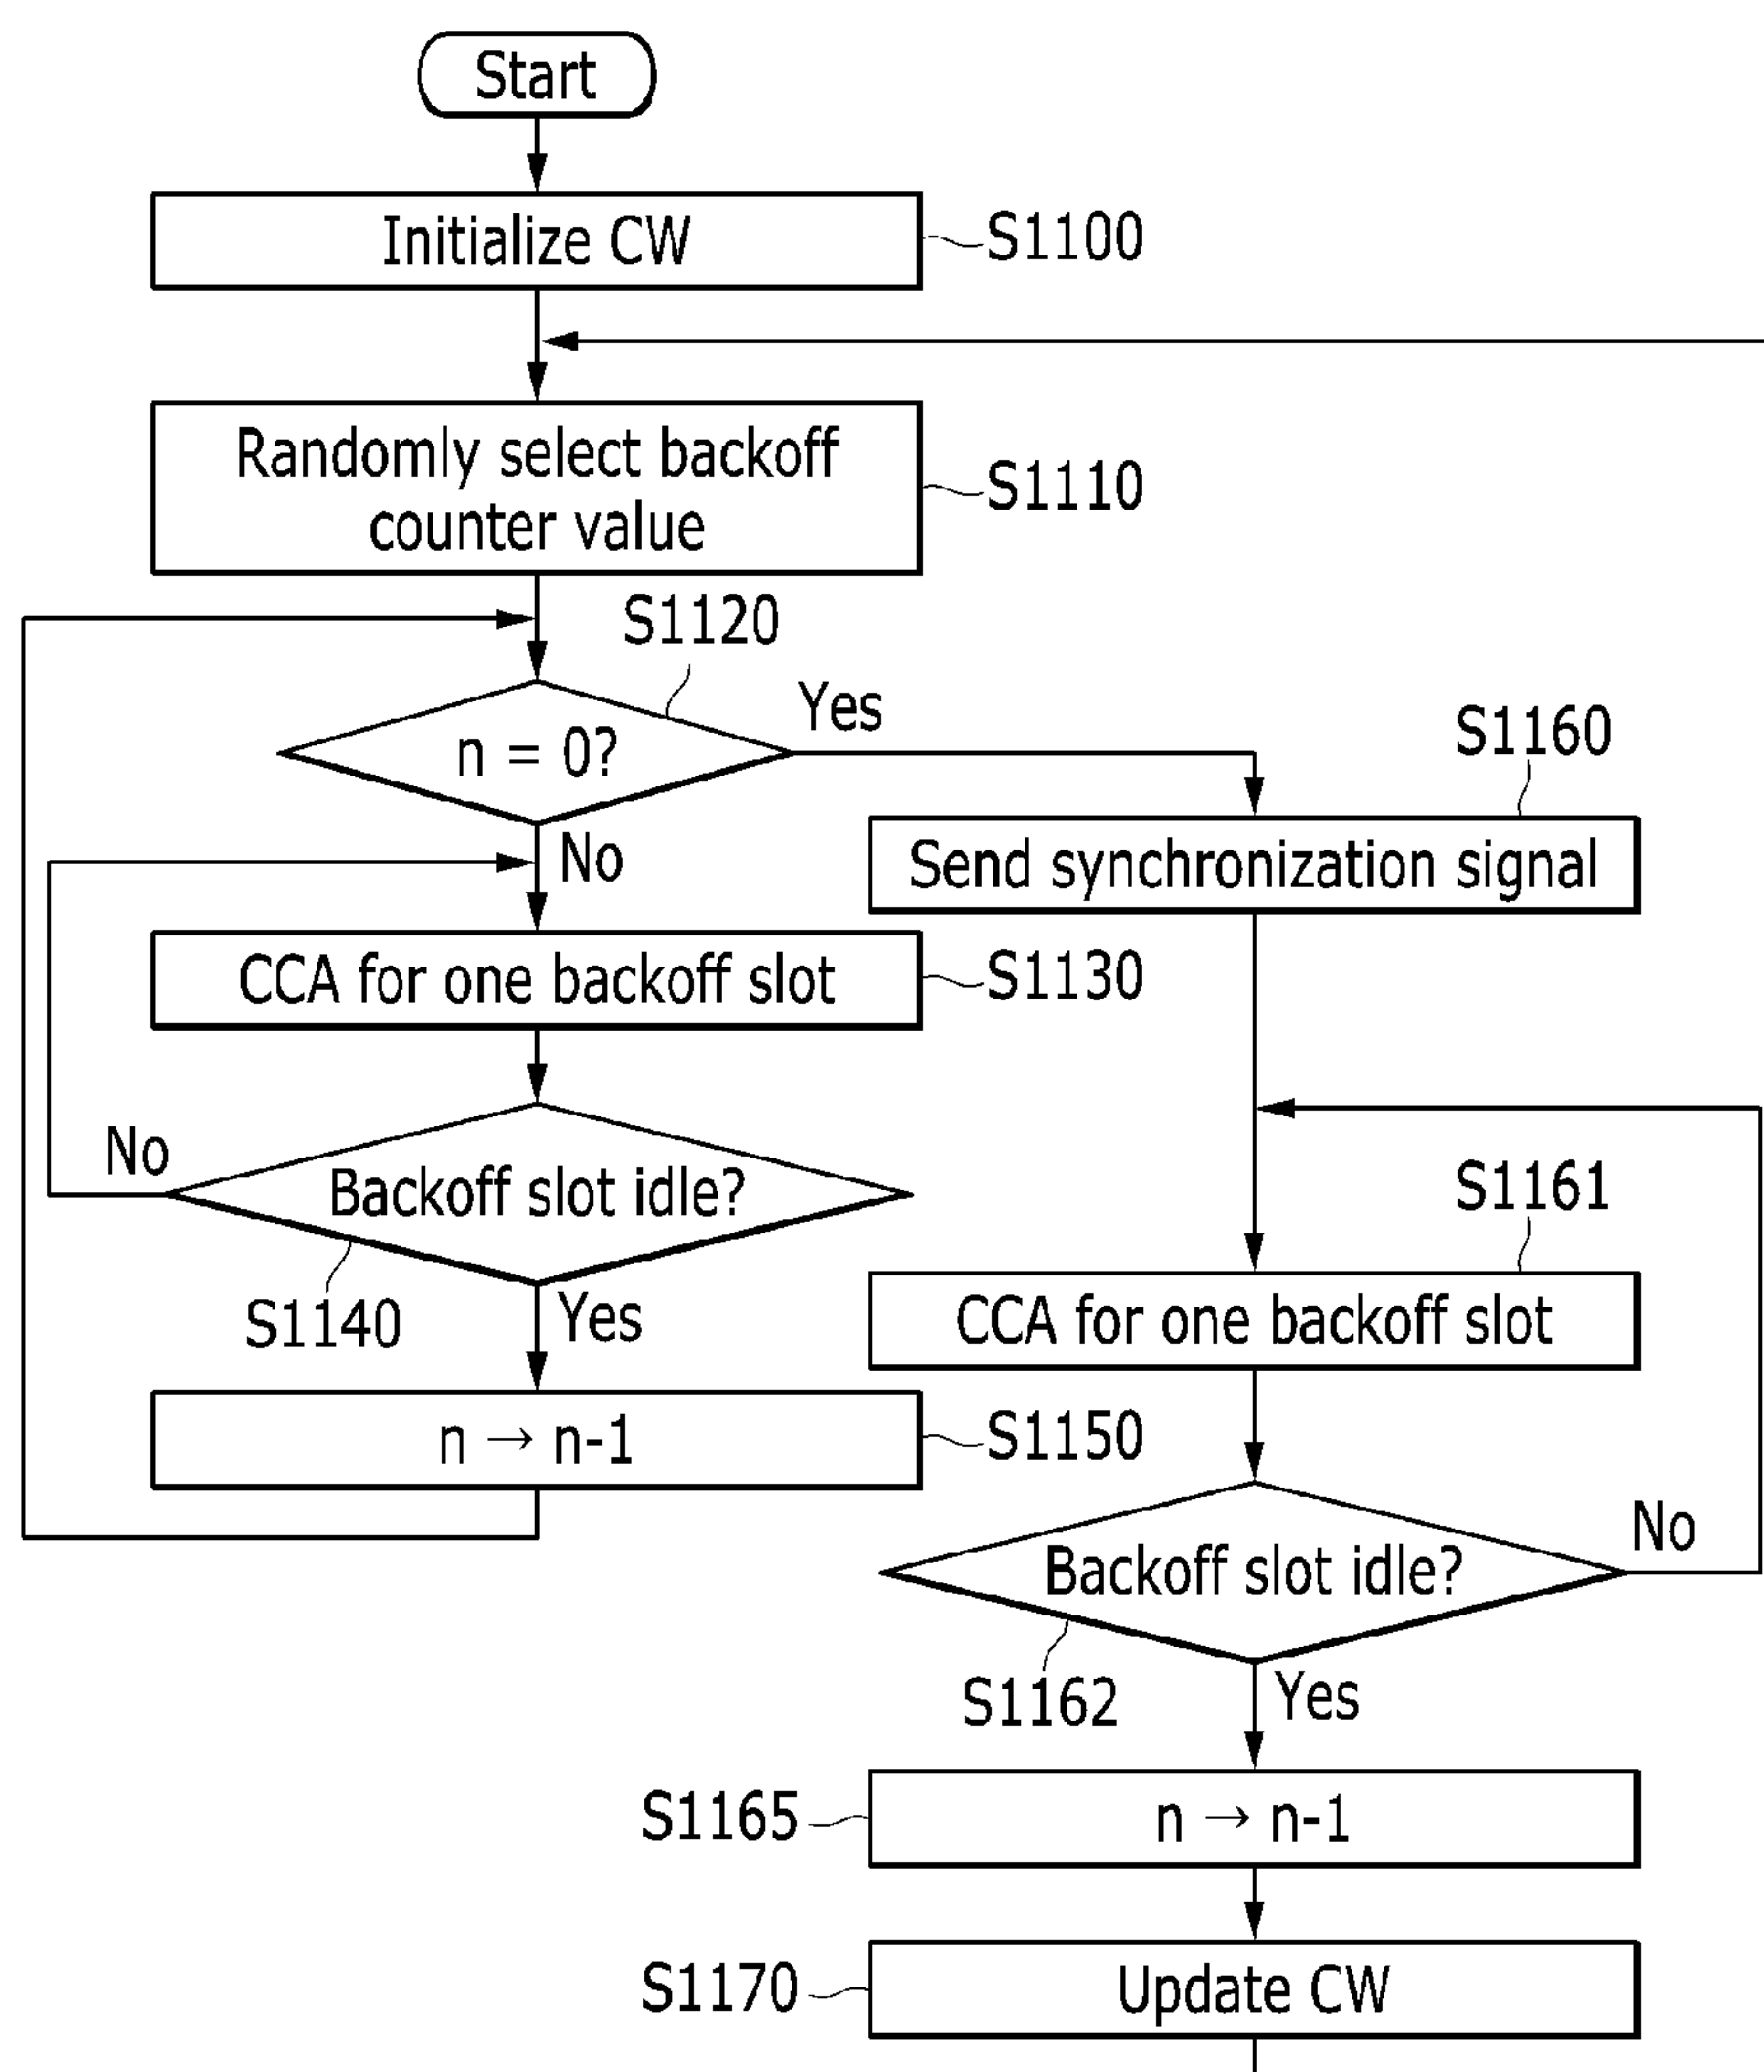 Start
Initialize CW
S1100
Randomly select backoff
counter value
S1110
S1120
n = 0?
Yes
No
S1160
Send synchronization signal
CCA for one backoff slot
S1130
No
Backoff slot idle?
S1140
Yes
S1161
CCA for one backoff slot
n → n-1
S1150
Backoff slot idle?
No
S1162
Yes
S1165
n → n-1
S1170
Update CW